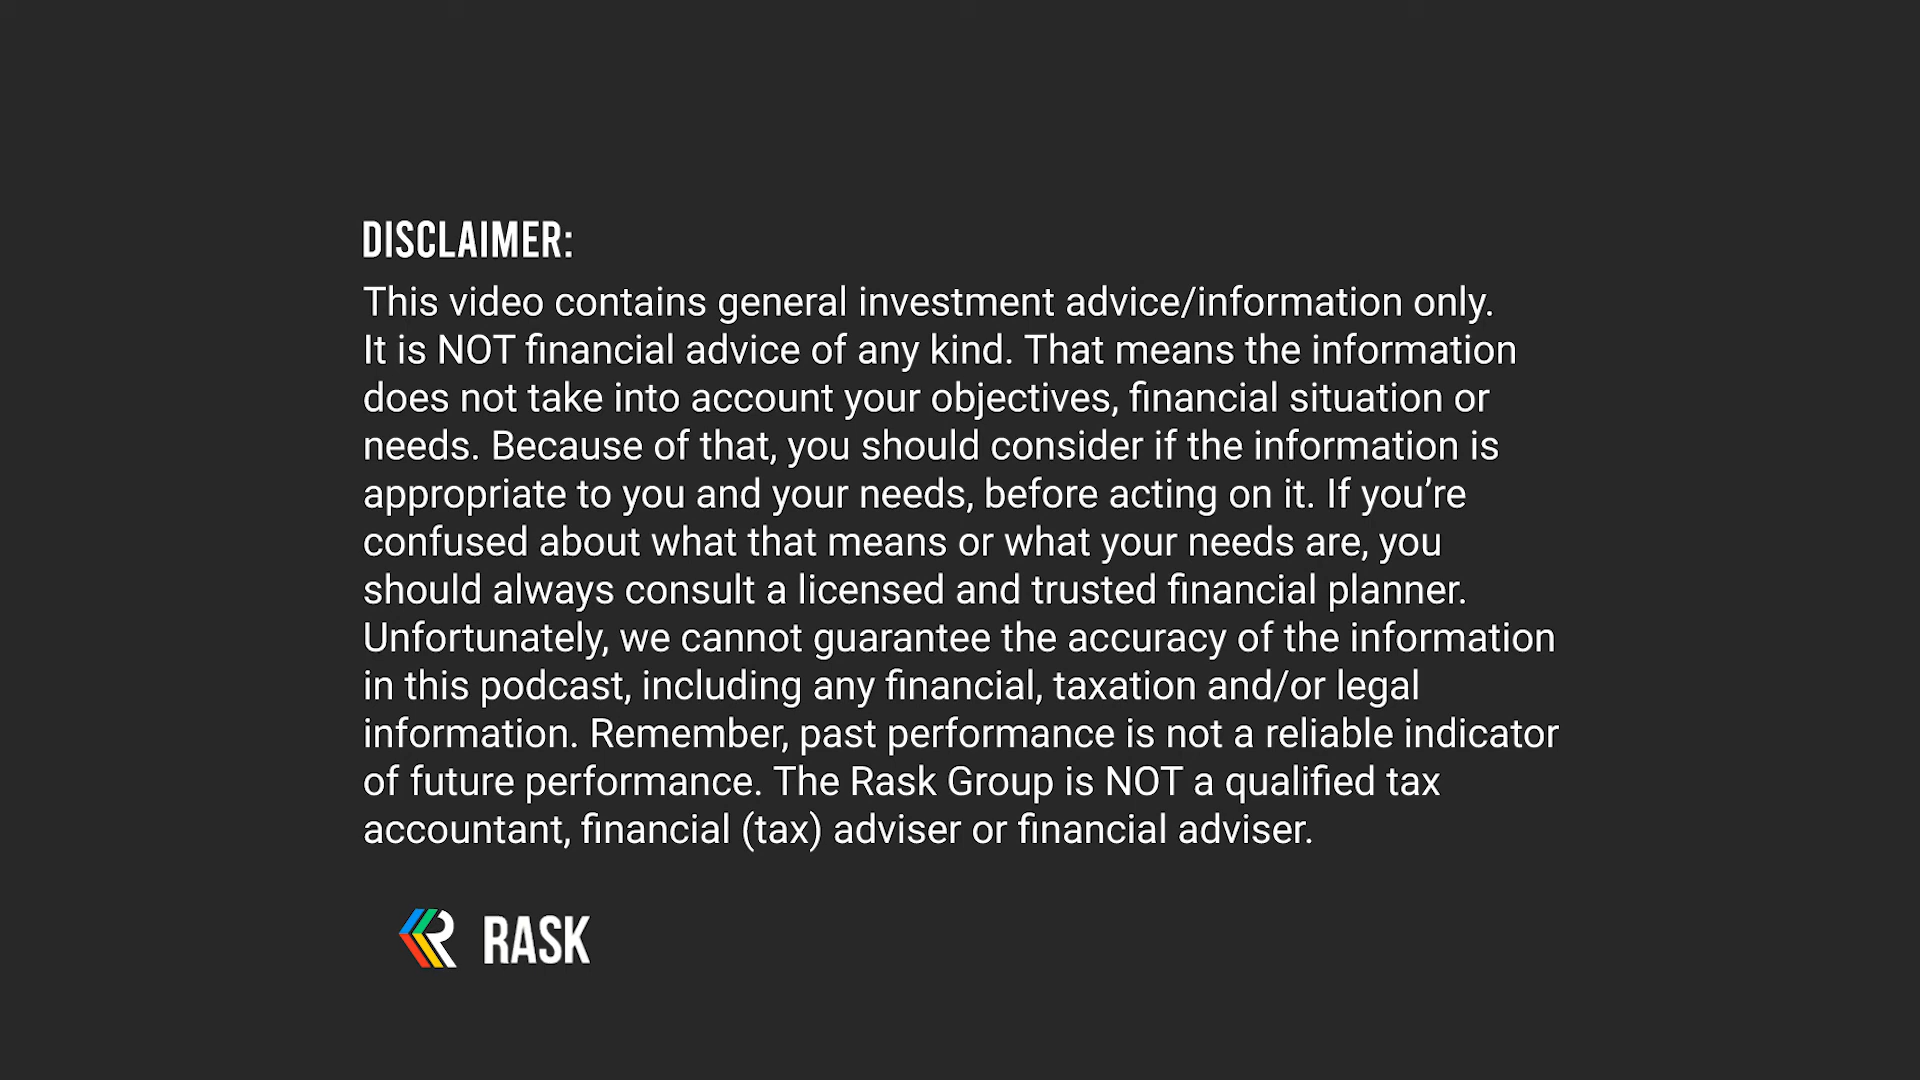 DISCLAIMER:
This video contains general investment advice/information only.
It is NOT financial advice of any kind. That means the information
does not take into account your objectives, financial situation or
needs. Because of that, you should consider if the information is
appropriate to you and your needs, before acting on it. If you’re
confused about what that means or what your needs are, you
should always consult a licensed and trusted financial planner.
Unfortunately, we cannot guarantee the accuracy of the information
in this podcast, including any financial, taxation and/or legal
information. Remember, past performance is not a reliable indicator
of future performance. The Rask Group is NOT a qualified tax
accountant, financial (tax) adviser or financial adviser.
RASK